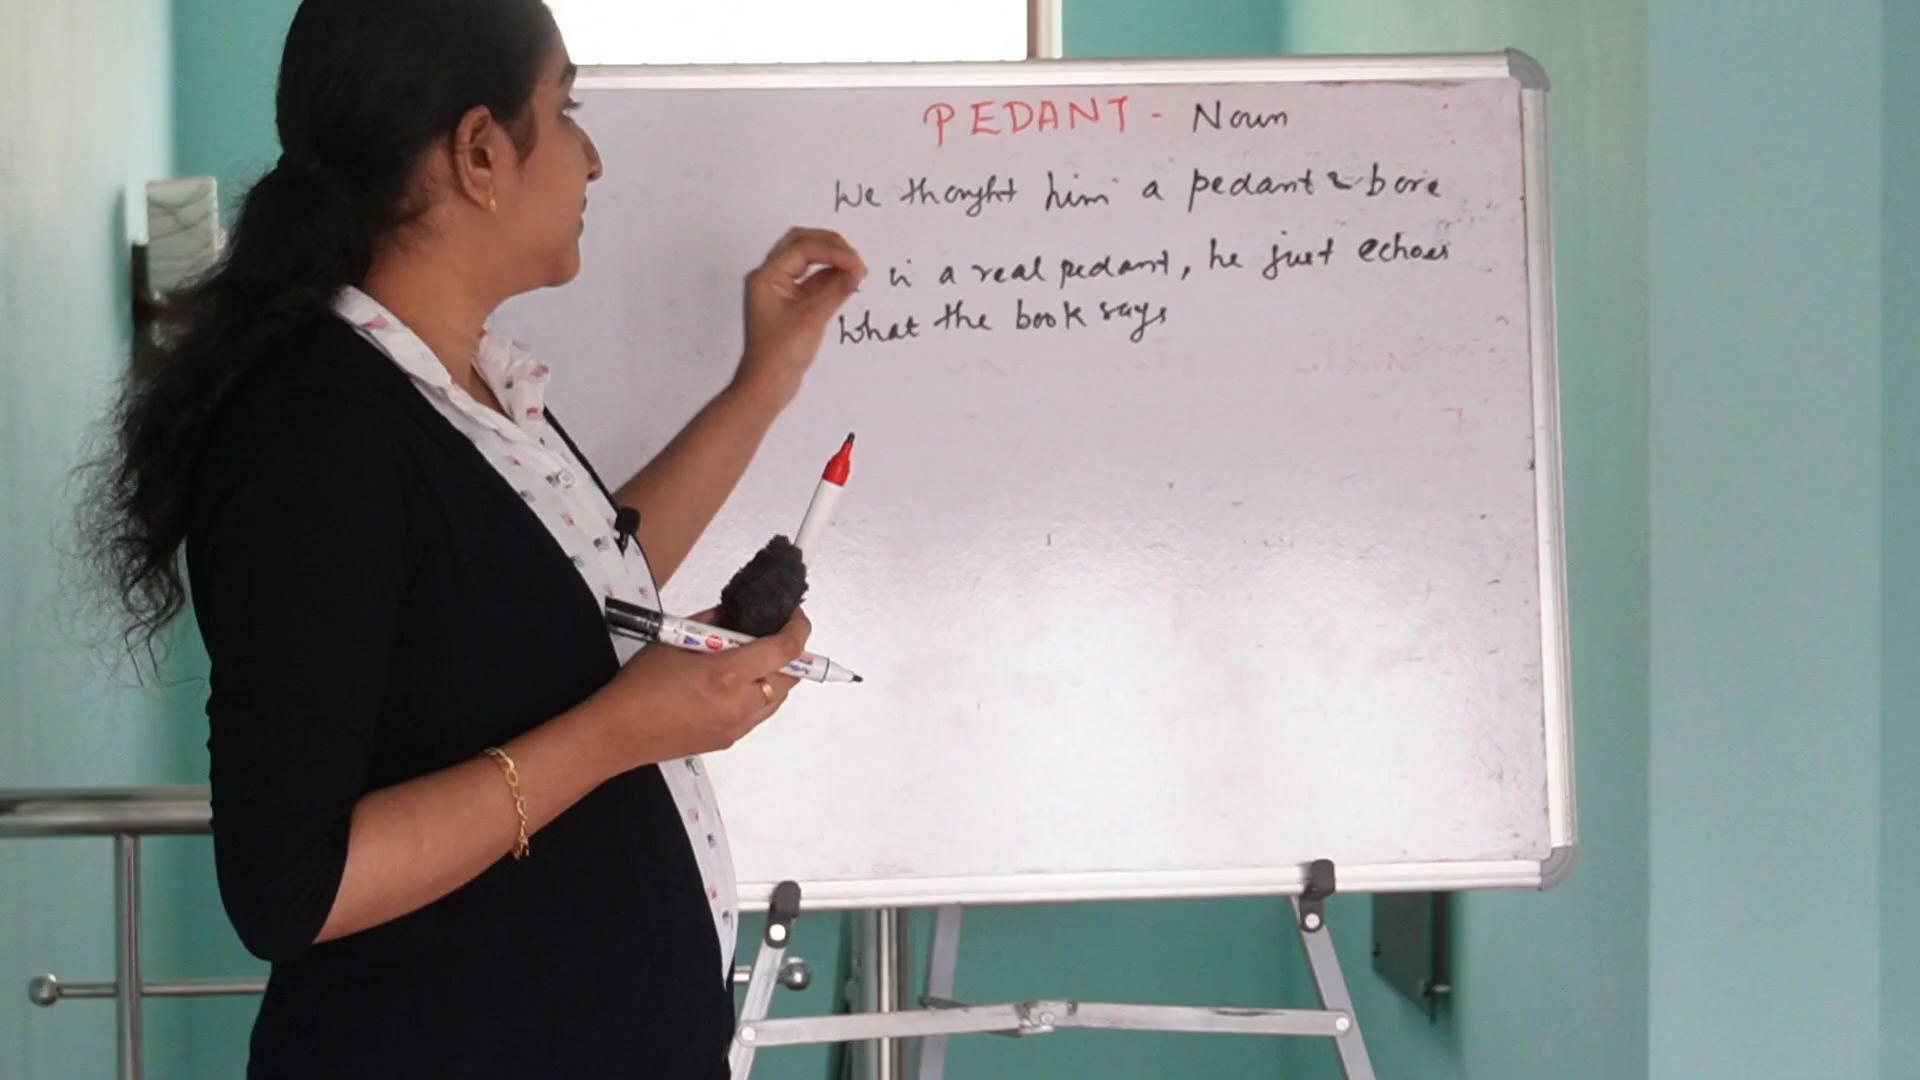 PEDANT - Noun
We thought him a pedant & bore
is a real pedant, he just echoes
what the book says